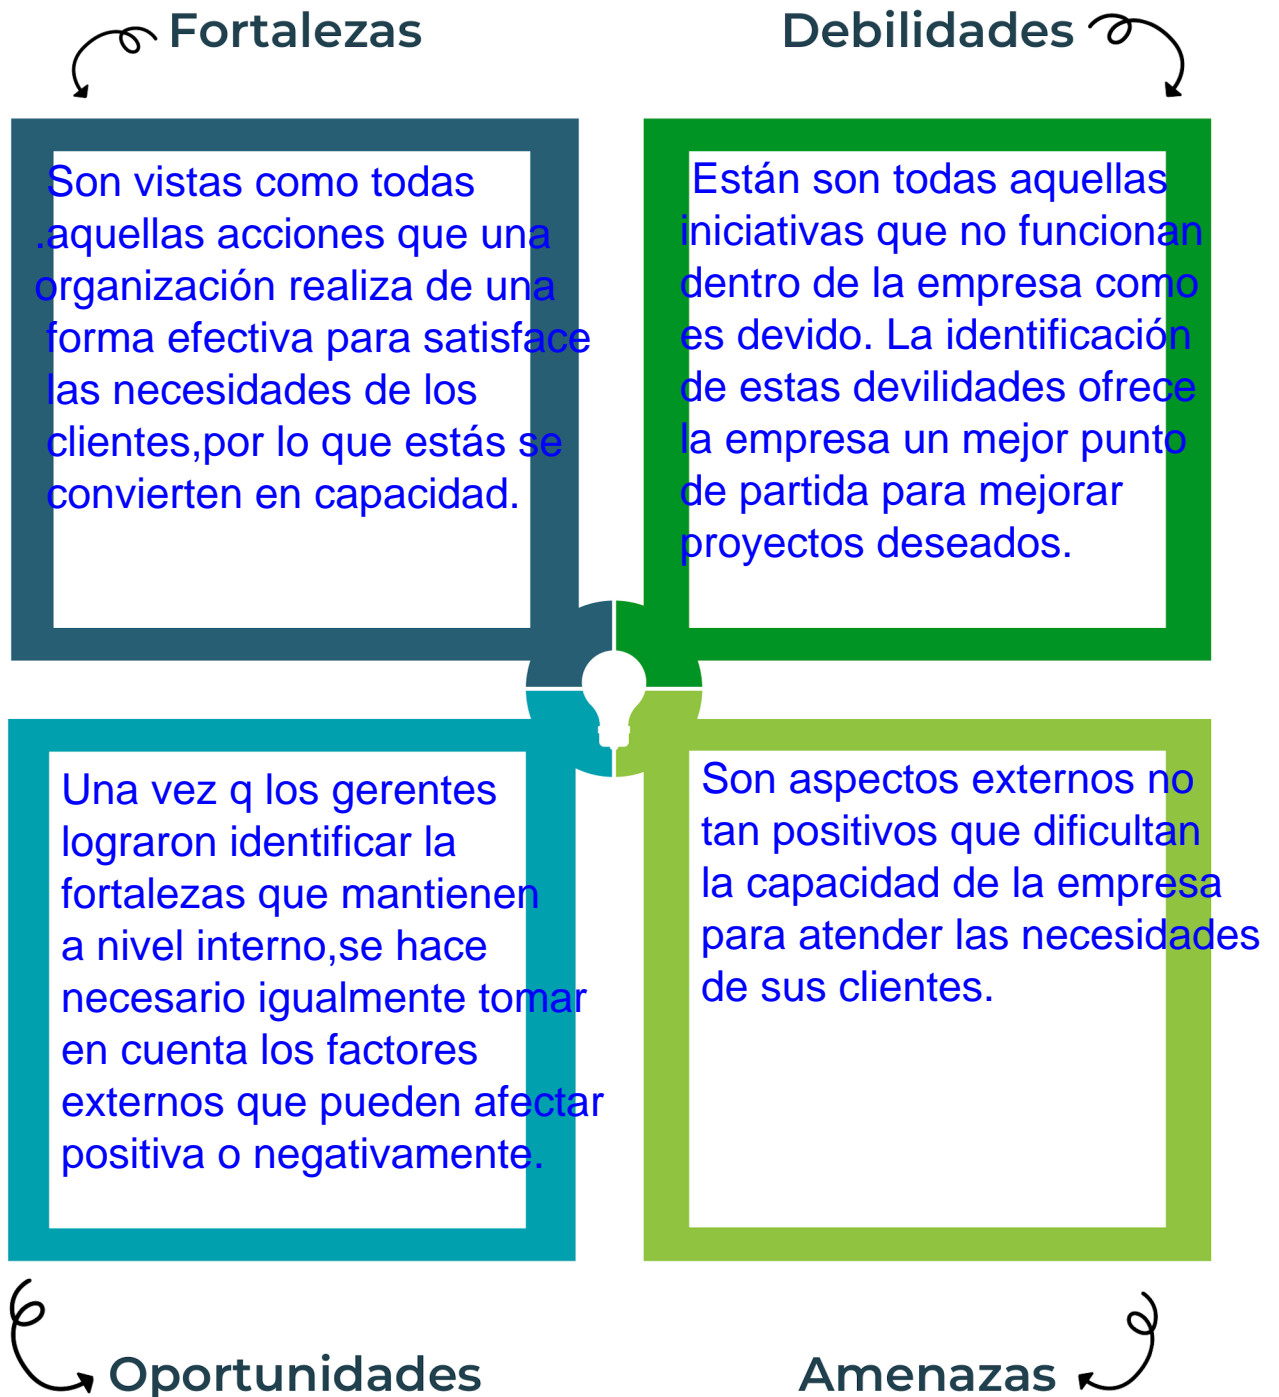 Fortalezas
Son vistas como todas
.aquellas acciones que una
organización realiza de una
forma efectiva para satisface
las necesidades de los
clientes,por lo que estás se
convierten en capacidad.
Debilidades
Están son todas aquellas
iniciativas que no funcionan
dentro de la empresa como
es devido. La identificación
de estas devilidades ofrece
la empresa un mejor punto
de partida para mejorar
proyectos deseados.
Una vez q los gerentes
lograron identificar la
fortalezas que mantienen
a nivel interno,se hace
necesario igualmente tomar
en cuenta los factores
externos que pueden afectar
positiva o negativamente.
Oportunidades
Son aspectos externos no
tan positivos que dificultan
la capacidad de la empresa
para atender las necesidades
de sus clientes.
Amenazas